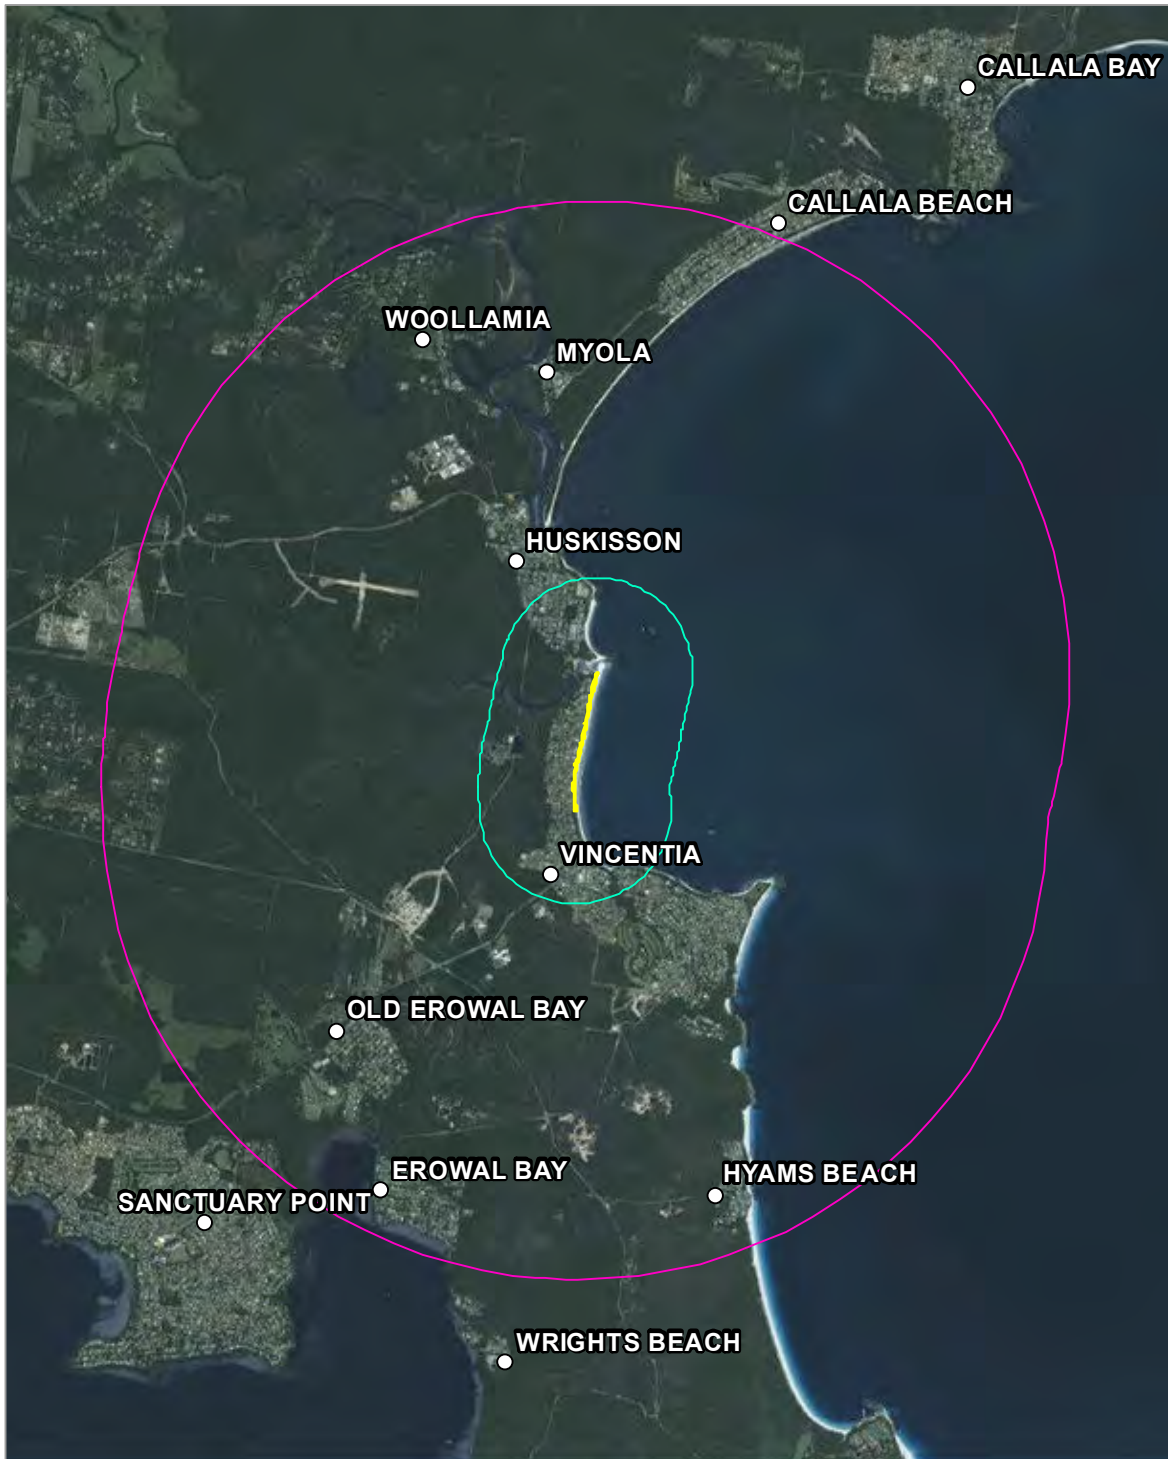 CALLALA BAY
CALLALA BEACH
WOOLLAMIA
MYOLA
HUSKISSON
VINCENTIA
OLD EROWAL BAY
EROWAL BAY
HYAMS BEACH
SANCTUARY POINT
WRIGHTS BEACH